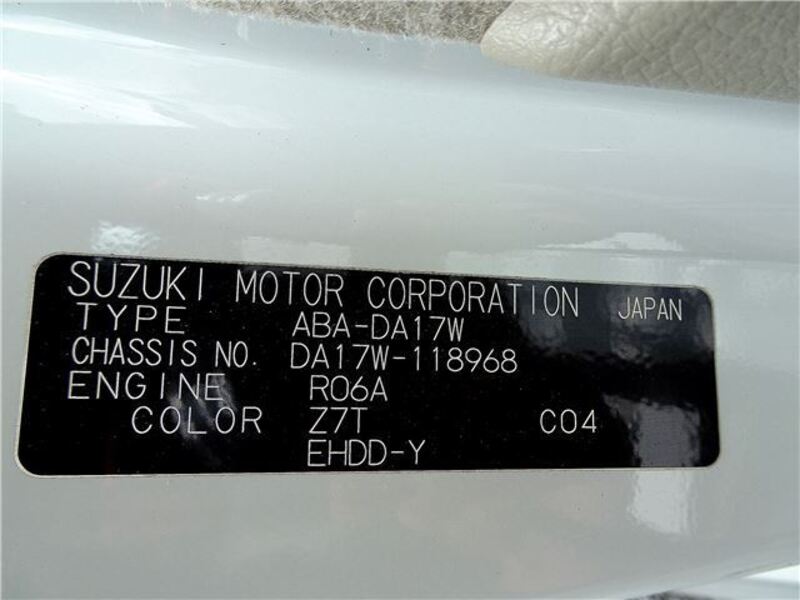 SUZUKI MOTOR CORPORATION JAPAN
TYPE ABA-DA17W
CHASSIS NO. DA17W-118968
ENGINE R06A
COLOR Z7T C04
EHDD-Y